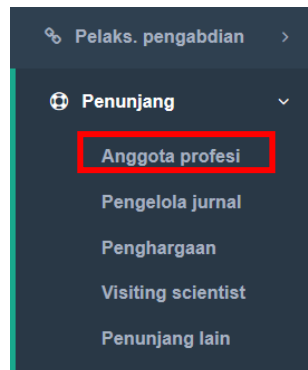 Pelaks. pengabdian
Penunjang
Anggota profesi
Pengelola jurnal
Penghargaan
Visiting scientist
Penunjang lain